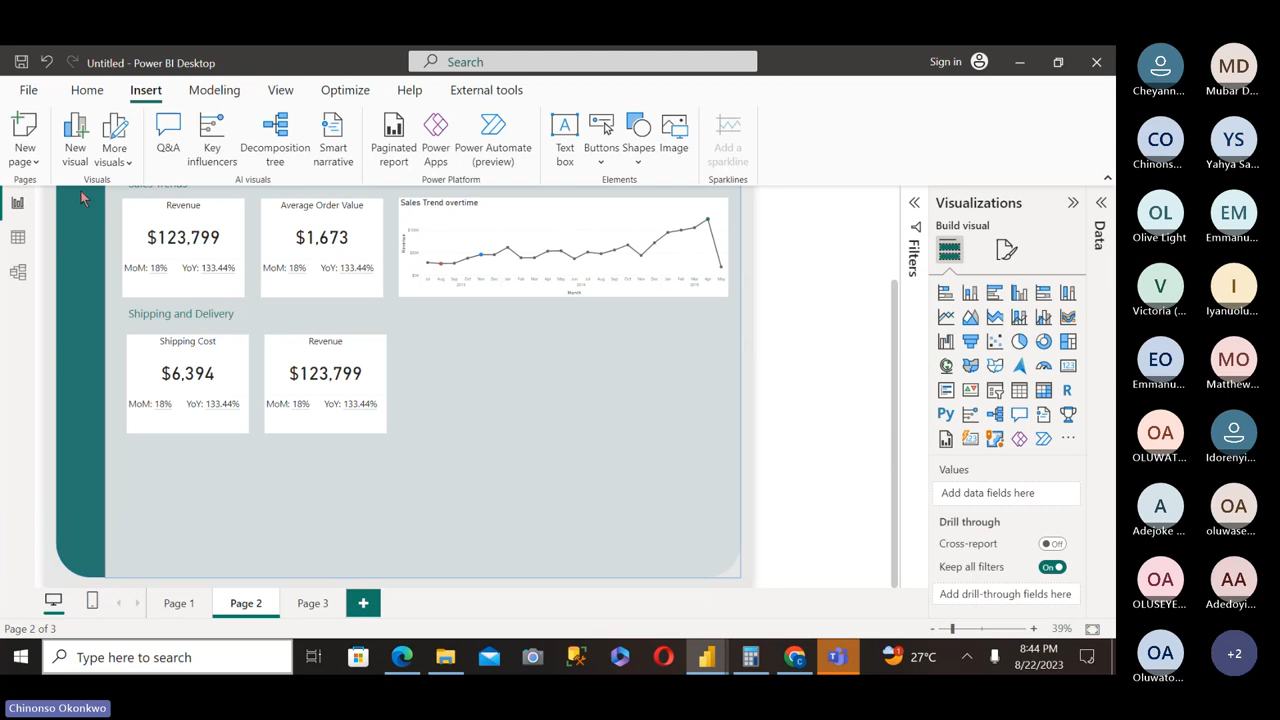 Untitled - Power BI Desktop
Search
Sign in
File Home Insert Modeling View Optimize Help External tools
New page
New visual
More visuals
Q&A
Key influencers
Decomposition tree
Smart narrative
Paginated report
Power Apps
Power Automate (preview)
Text box
Buttons
Shapes
Image
Add a sparkline
Pages Visuals AI visuals Power Platform Elements Sparklines
Sales Trends
Revenue
$123,799
MoM: 18% YoY: 133.44%
Average Order Value
$1,673
MoM: 18% YoY: 133.44%
Sales Trend overtime
Revenue
Month
Shipping and Delivery
Shipping Cost
$6,394
MoM: 18% YoY: 133.44%
Revenue
$123,799
MoM: 18% YoY: 133.44%
Filters
Visualizations
Build visual
R
Py
123
Values
Add data fields here
Drill through
Cross-report Off
Keep all filters On
Add drill-through fields here
Data
Page 1 Page 2 Page 3
Page 2 of 3
39%
Type here to search
27°C
8:44 PM
8/22/2023
Chinonso Okonkwo
Cheyann...
MD
Mubar D...
CO
Chinons...
YS
Yahya Sa...
OL
Olive Light
EM
Emmanu...
V
Victoria (...
I
Iyanuolu...
EO
Emmanu...
MO
Matthew...
OA
OLUWAT...
Idorenyi...
A
Adejoke ...
OA
oluwase...
OA
OLUSEYE...
AA
Adedoyi...
OA
Oluwato...
+2